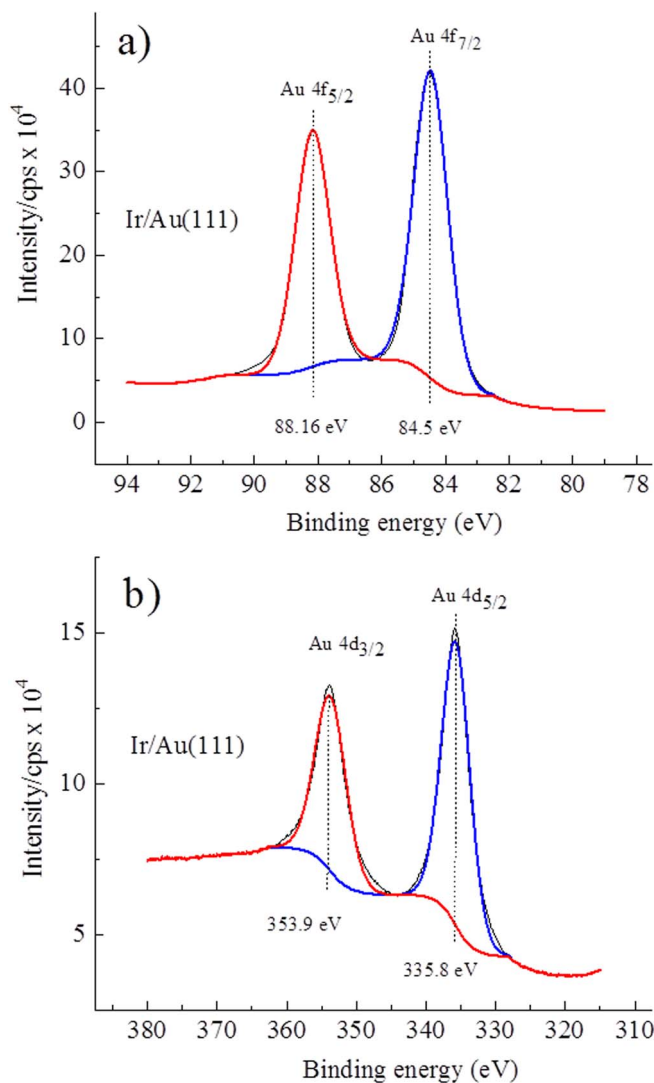 a)
Au 4f7/2
Au 4f5/2
Ir/Au(111)
Intensity/cps x 10^4
40
30
20
10
0
88.16 eV
84.5 eV
94 92 90 88 86 84 82 80 78
Binding energy (eV)
b)
Au 4d5/2
Au 4d3/2
Ir/Au(111)
Intensity/cps x 10^4
15
10
5
353.9 eV
335.8 eV
380 370 360 350 340 330 320 310
Binding energy (eV)